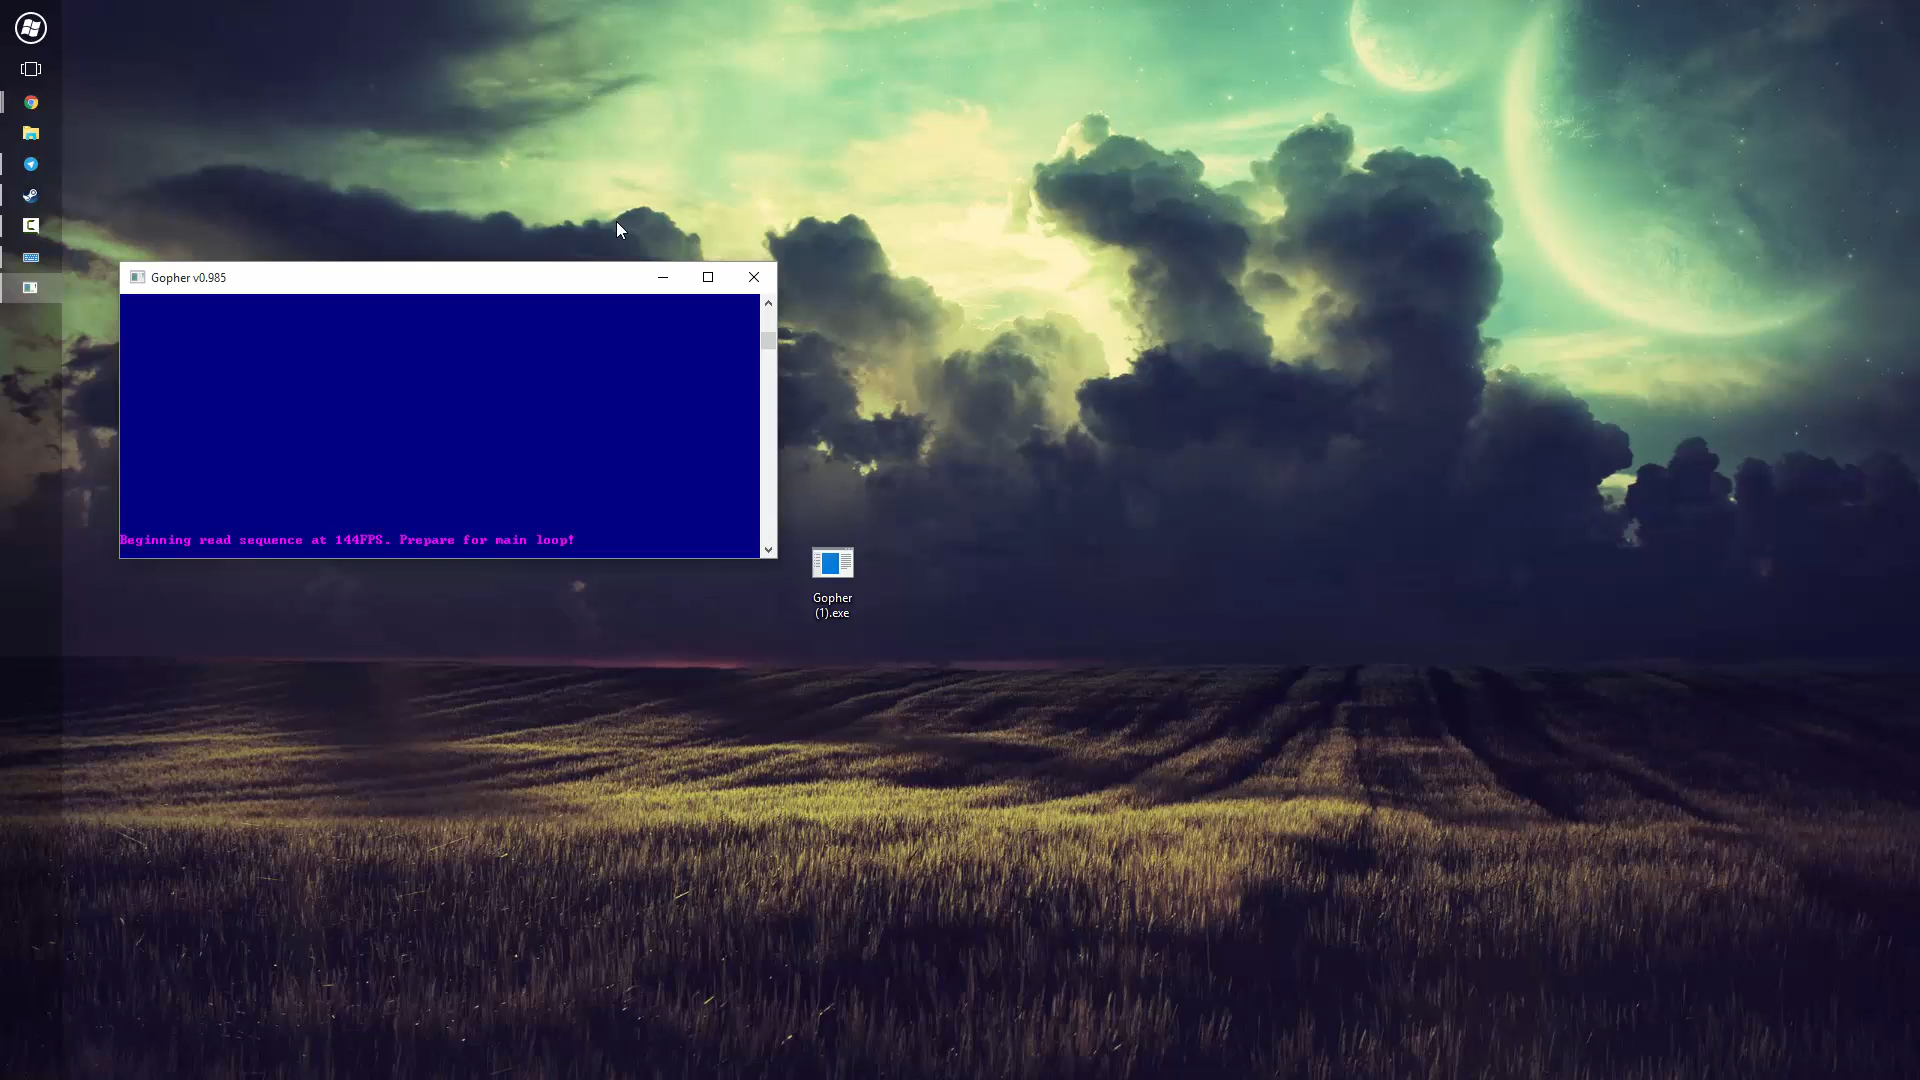 Gopher v0.985
Beginning read sequence at 144FPS. Prepare for main loop!
Gopher
(1).exe